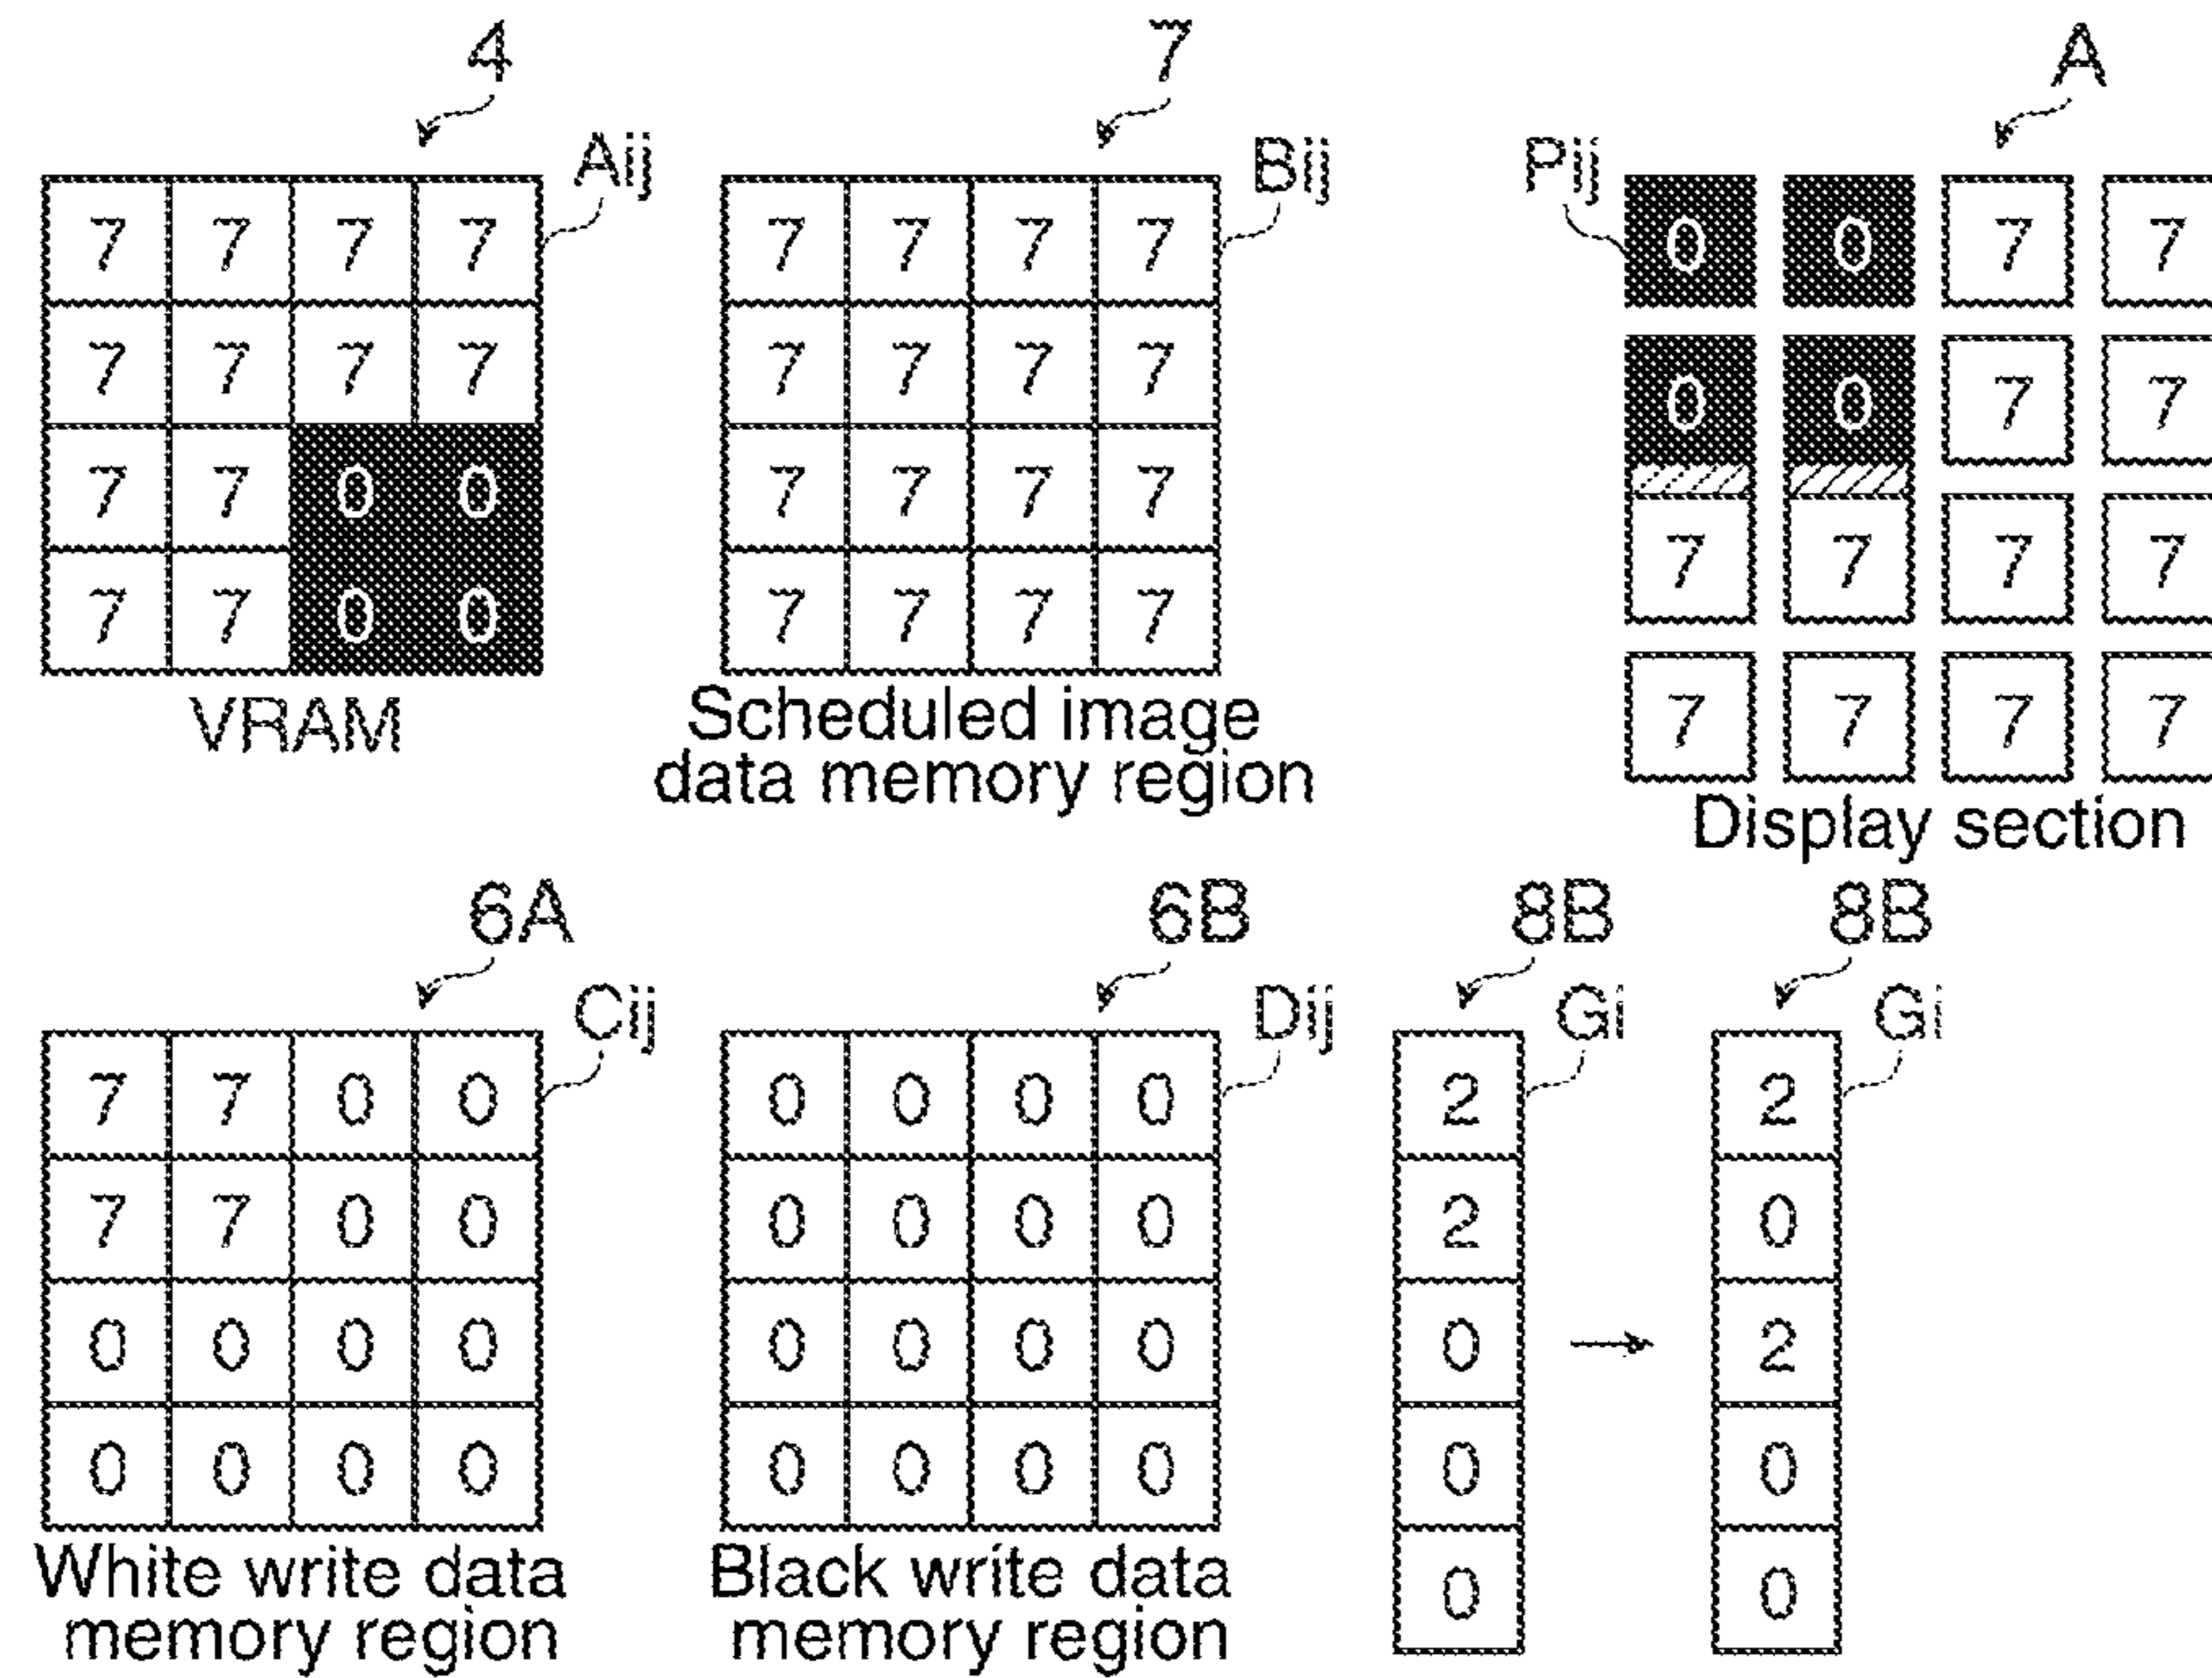 4 7 A
Aij Bij Pij
7 7 7 7 7 7 7 7 0 0 7 7
7 7 7 7 7 7 7 7 0 0 7 7
7 7 0 0 7 7 7 7 7 7 7 7
7 7 0 0 7 7 7 7 7 7 7 7
VRAM
Scheduled image
data memory region
Display section
6A 6B 8B 8B
Cij Dij Gi Gi
7 7 0 0 0 0 0 0 2 2
7 7 0 0 0 0 0 0 2 0
0 0 0 0 0 0 0 0 0 → 2
0 0 0 0 0 0 0 0 0 0
0 0
White write data
memory region
Black write data
memory region